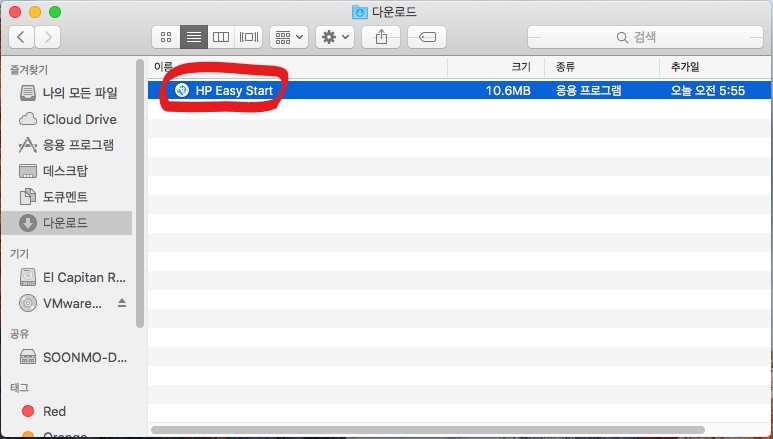 다운로드
검색
즐겨찾기
나의 모든 파일
iCloud Drive
응용 프로그램
데스크탑
도큐멘트
다운로드
기기
El Capitan R...
VMware...
공유
SOONMO-D...
태그
Red
Orange
이름 크기 종류 추가일
HP Easy Start 10.6MB 응용 프로그램 오늘 오전 5:55